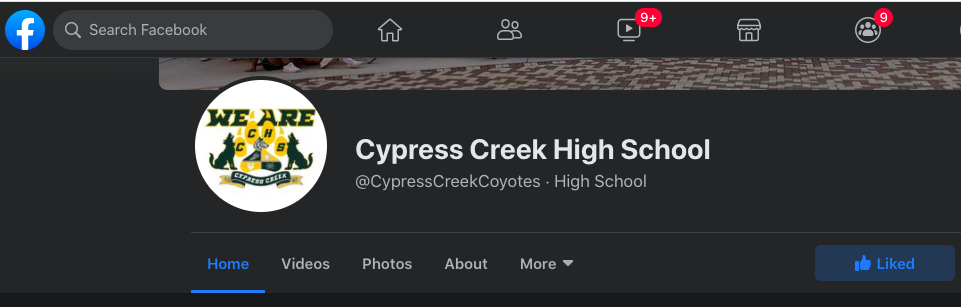 Search Facebook
9+
9
WE ARE
C H
C S
CYPRESS CREEK
Cypress Creek High School
@CypressCreekCoyotes · High School
Home Videos Photos About More
Liked